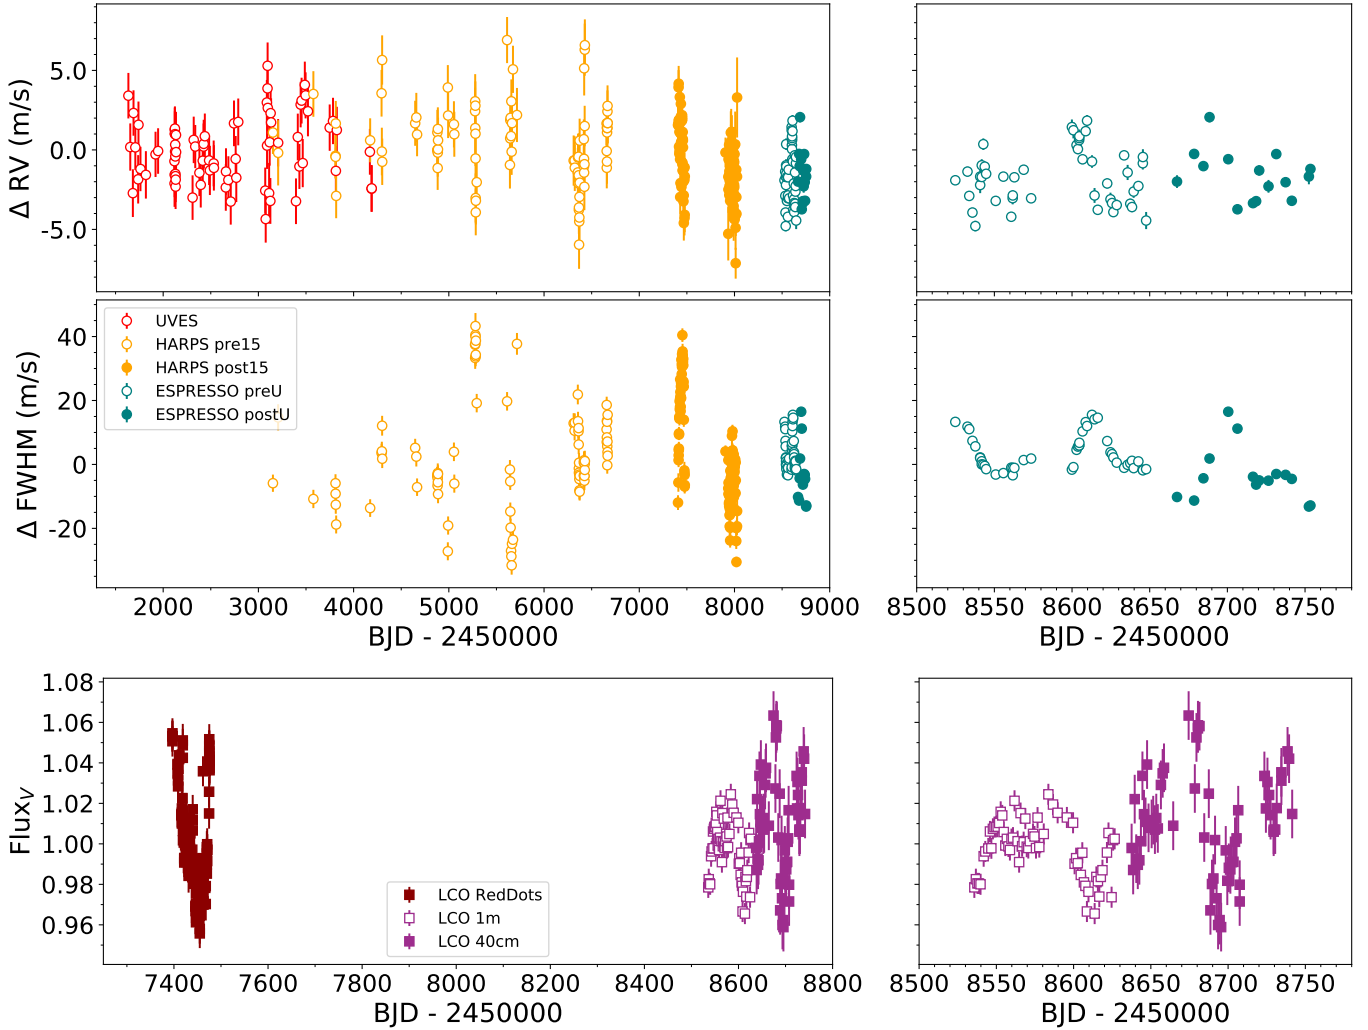 Δ RV (m/s)
5.0
0.0
-5.0
Δ FWHM (m/s)
40
20
0
-20
UVES
HARPS pre15
HARPS post15
ESPRESSO preU
ESPRESSO postU
2000 3000 4000 5000 6000 7000 8000 9000
BJD - 2450000
8500 8550 8600 8650 8700 8750
BJD - 2450000
Flux_V
1.08
1.06
1.04
1.02
1.00
0.98
0.96
LCO RedDots
LCO 1m
LCO 40cm
7400 7600 7800 8000 8200 8400 8600 8800
BJD - 2450000
8500 8550 8600 8650 8700 8750
BJD - 2450000